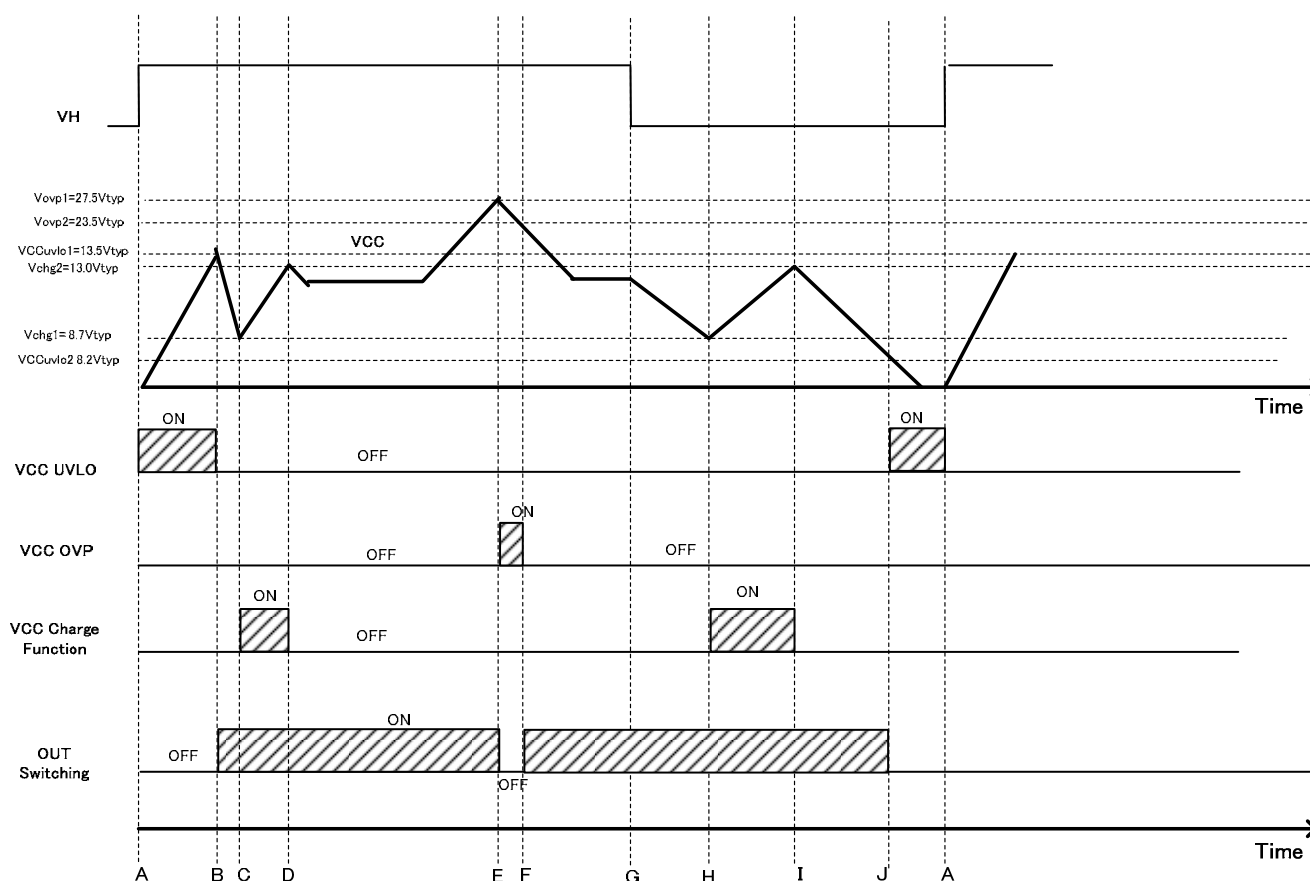 VH
Vovp1=27.5Vtyp
Vovp2=23.5Vtyp
VCCuvlo1=13.5Vtyp
VCC
Vchg2=13.0Vtyp
Vchg1= 8.7Vtyp
VCCuvlo2 8.2Vtyp
Time
ON
ON
VCC UVLO
OFF
ON
VCC OVP
OFF
OFF
ON
ON
VCC Charge
Function
OFF
ON
OUT
Switching
OFF
OFF
Time
A B C D E F G H I J A